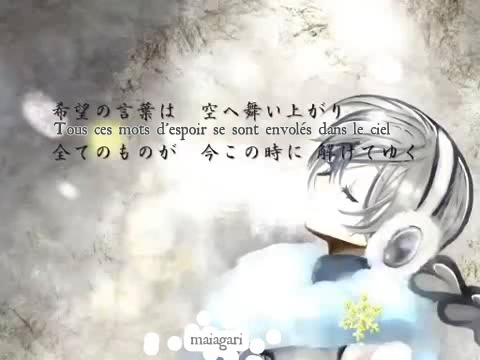 希望の言葉は 空へ舞い上がり
Tous ces mots d'espoir se sont envolés dans le ciel
全てのものが 今この時に 解けてゆく
maiagari